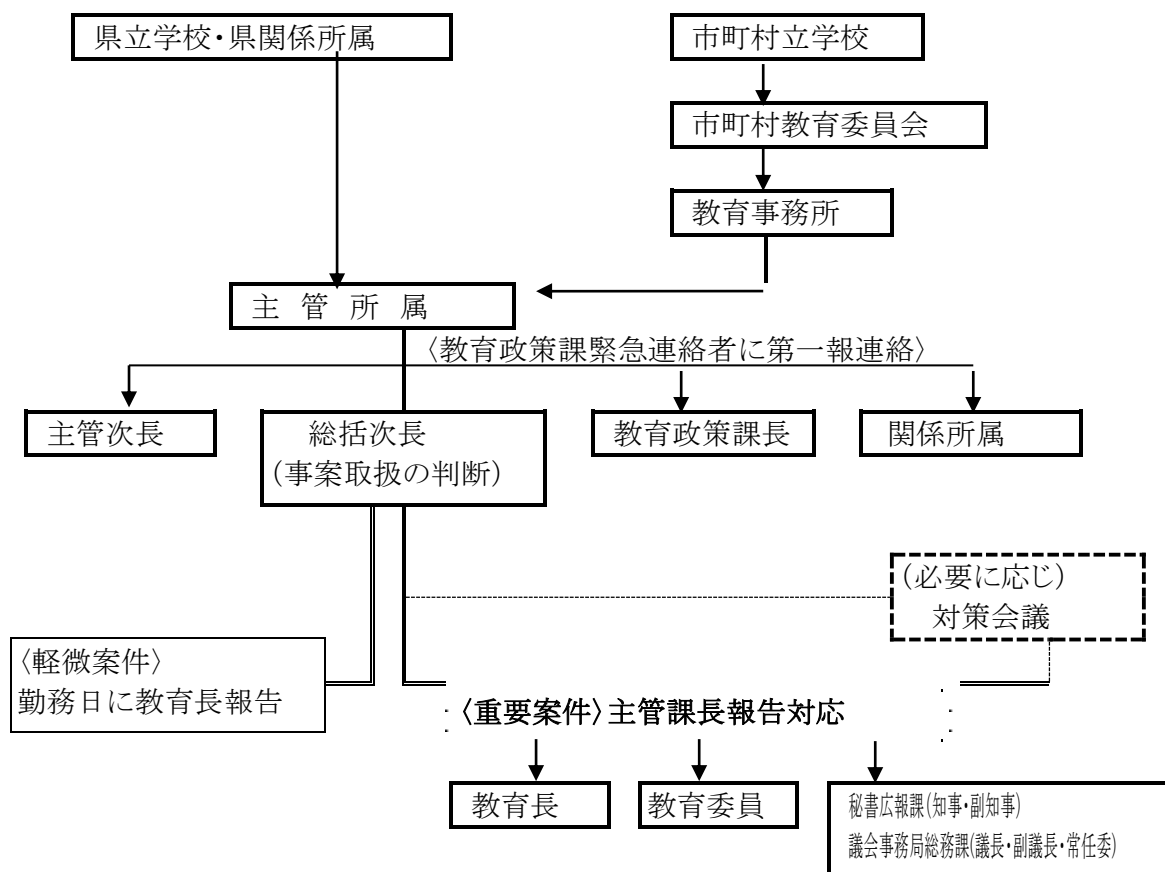 県立学校・県関係所属
市町村立学校
市町村教育委員会
教育事務所
主 管 所 属
〈教育政策課緊急連絡者に第一報連絡〉
主管次長
総括次長
(事案取扱の判断)
教育政策課長
関係所属
(必要に応じ)
対策会議
〈軽微案件〉
勤務日に教育長報告
〈重要案件〉主管課長報告対応
教育長
教育委員
秘書広報課(知事・副知事)
議会事務局総務課(議長・副議長・常任委)